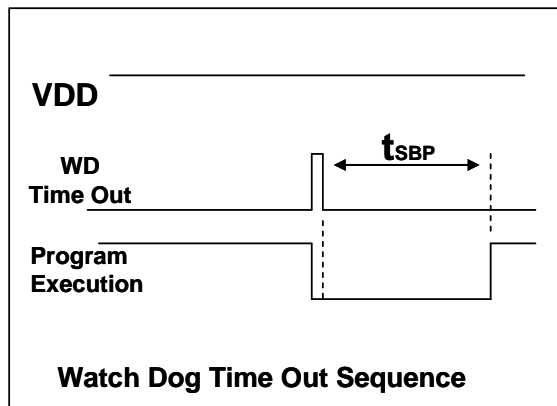 VDD
tSBP
WD
Time Out
Program
Execution
Watch Dog Time Out Sequence